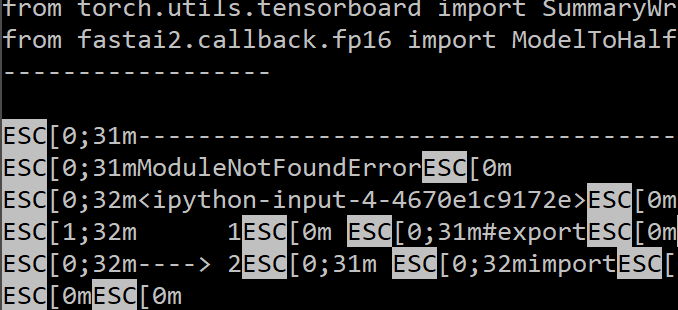 from torch.utils.tensorboard import SummaryWr
from fastai2.callback.fp16 import ModelToHalf
------------------
ESC[0;31m------------------------------------
ESC[0;31mModuleNotFoundErrorESC[0m
ESC[0;32m<ipython-input-4-4670e1c9172e>ESC[0m
ESC[1;32m      1ESC[0m ESC[0;31m#exportESC[0m
ESC[0;32m----> 2ESC[0;31m ESC[0;32mimportESC[
ESC[0mESC[0m